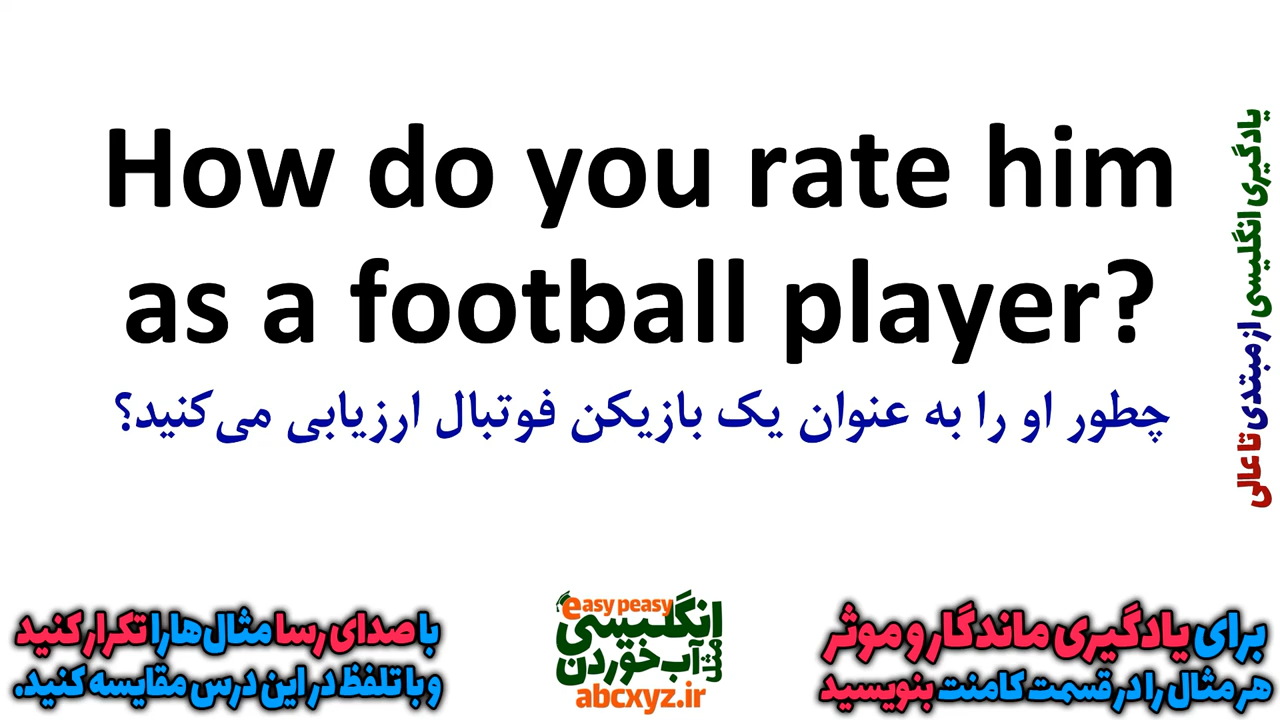 How do you rate him
as a football player?
چطور او را به عنوان یک بازیکن فوتبال ارزیابی می‌کنید؟
یادگیری انگلیسی از مبتدی تا عالی
برای یادگیری ماندگار و موثر
هر مثال را در قسمت کامنت بنویسید
easy peasy
انگلیسی
مثل
آب خوردن
abcxyz.ir
با صدای رسا مثال‌ها را تکرار کنید
و با تلفظ در این درس مقایسه کنید.